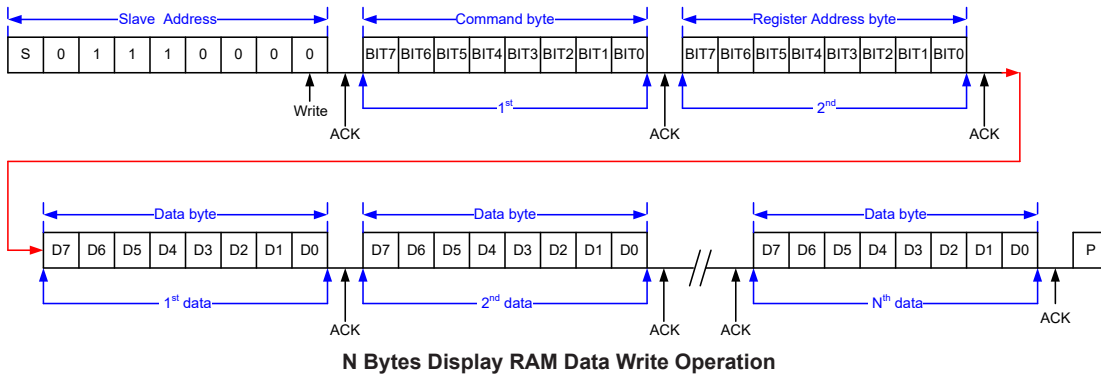 Slave Address Command byte Register Address byte
S 0 1 1 1 0 0 0 0 BIT7 BIT6 BIT5 BIT4 BIT3 BIT2 BIT1 BIT0 BIT7 BIT6 BIT5 BIT4 BIT3 BIT2 BIT1 BIT0
Write 1st 2nd
ACK ACK ACK
Data byte Data byte Data byte
D7 D6 D5 D4 D3 D2 D1 D0 D7 D6 D5 D4 D3 D2 D1 D0 D7 D6 D5 D4 D3 D2 D1 D0 P
1st data 2nd data Nth data
ACK ACK ACK ACK
N Bytes Display RAM Data Write Operation